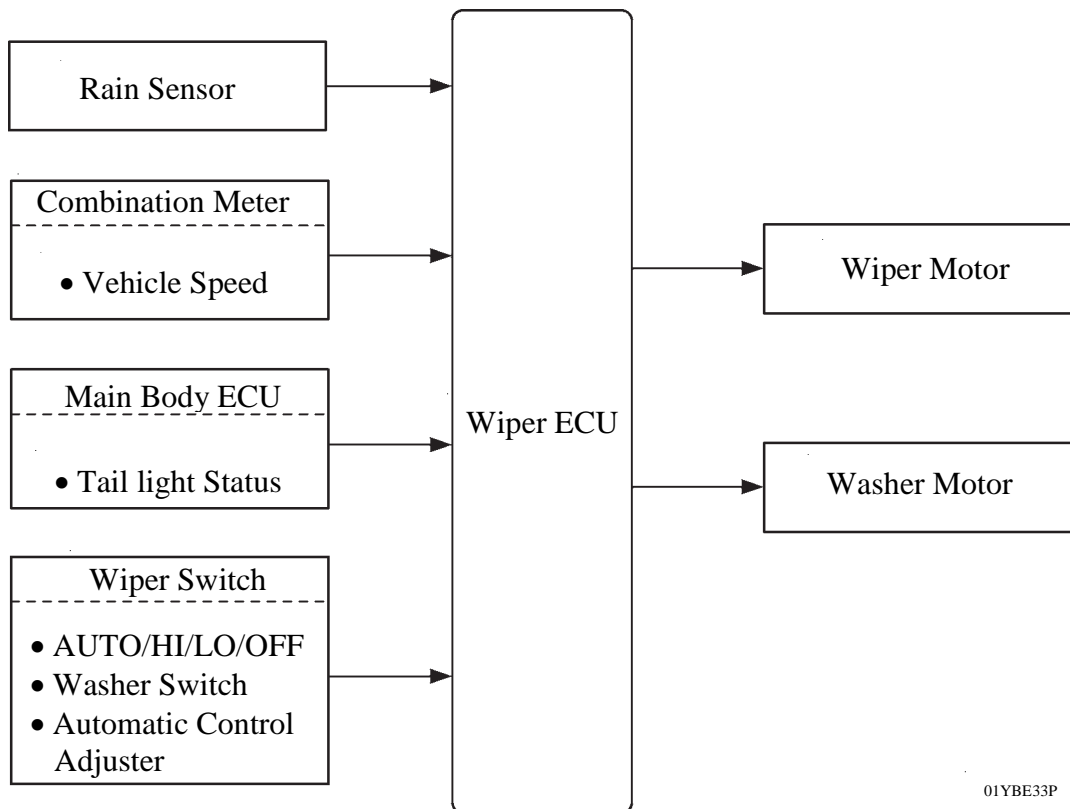 Rain Sensor
Combination Meter
• Vehicle Speed
Main Body ECU
• Tail light Status
Wiper Switch
• AUTO/HI/LO/OFF
• Washer Switch
• Automatic Control
Adjuster
Wiper ECU
Wiper Motor
Washer Motor
01YBE33P